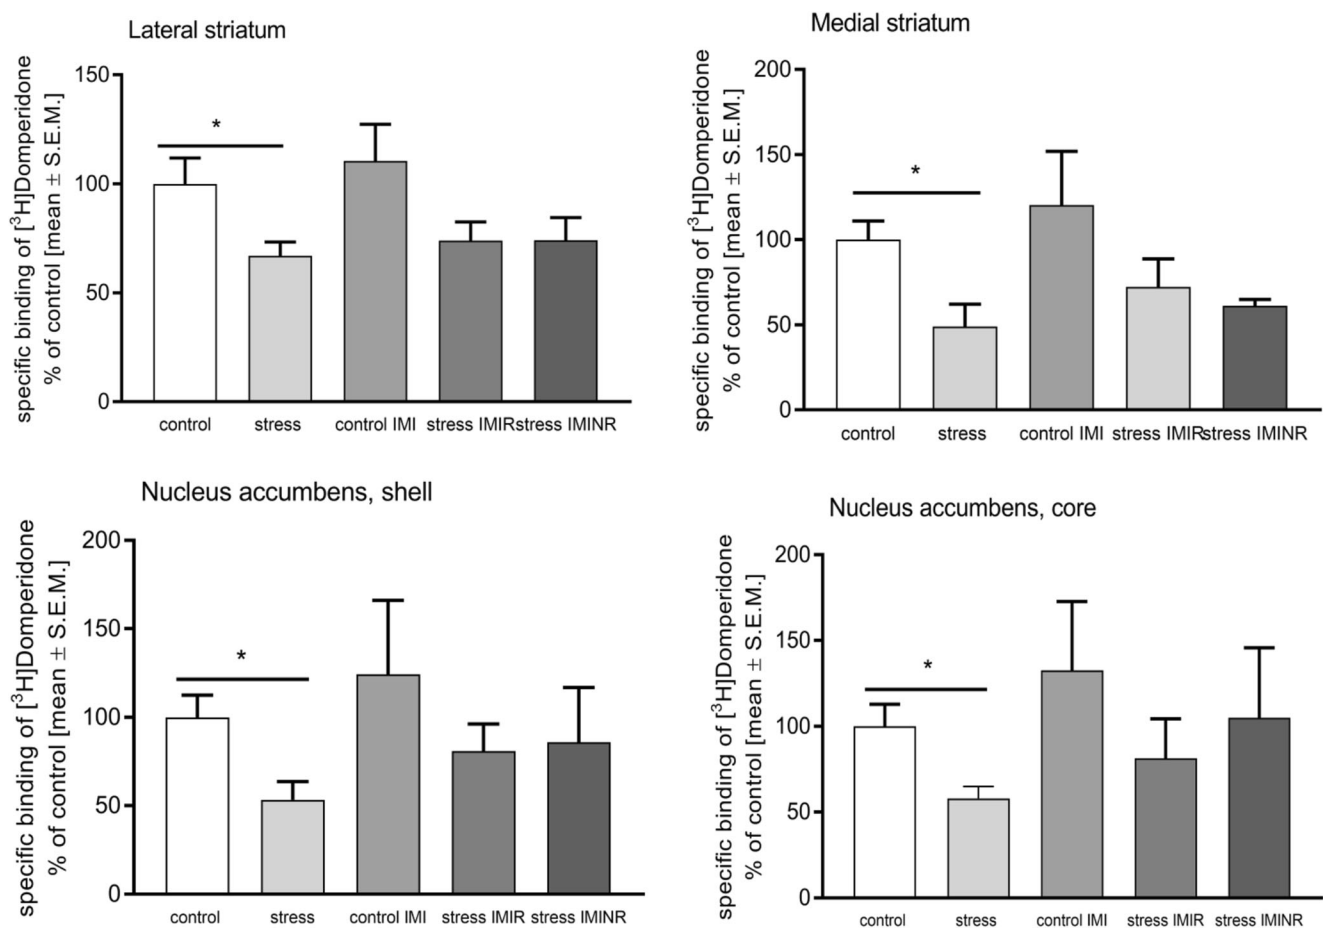 Lateral striatum
specific binding of [³H]Domperidone
% of control [mean ± S.E.M.]
150
100
50
0
*
control stress control IMI stress IMIR stress IMINR
Medial striatum
specific binding of [³H]Domperidone
% of control [mean ± S.E.M.]
200
150
100
50
0
*
control stress control IMI stress IMIR stress IMINR
Nucleus accumbens, shell
specific binding of [³H]Domperidone
% of control [mean ± S.E.M.]
200
150
100
50
0
*
control stress control IMI stress IMIR stress IMINR
Nucleus accumbens, core
specific binding of [³H]Domperidone
% of control [mean ± S.E.M.]
200
150
100
50
0
*
control stress control IMI stress IMIR stress IMINR